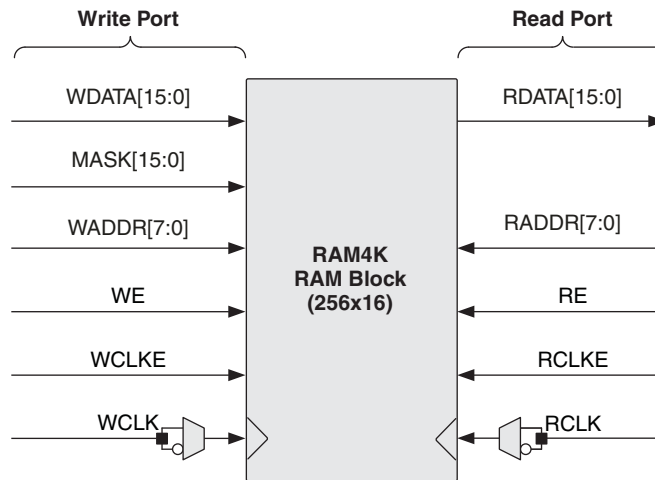 Write Port
Read Port
WDATA[15:0]
RDATA[15:0]
MASK[15:0]
WADDR[7:0]
RADDR[7:0]
RAM4K
RAM Block
(256x16)
WE
RE
WCLKE
RCLKE
WCLK
RCLK